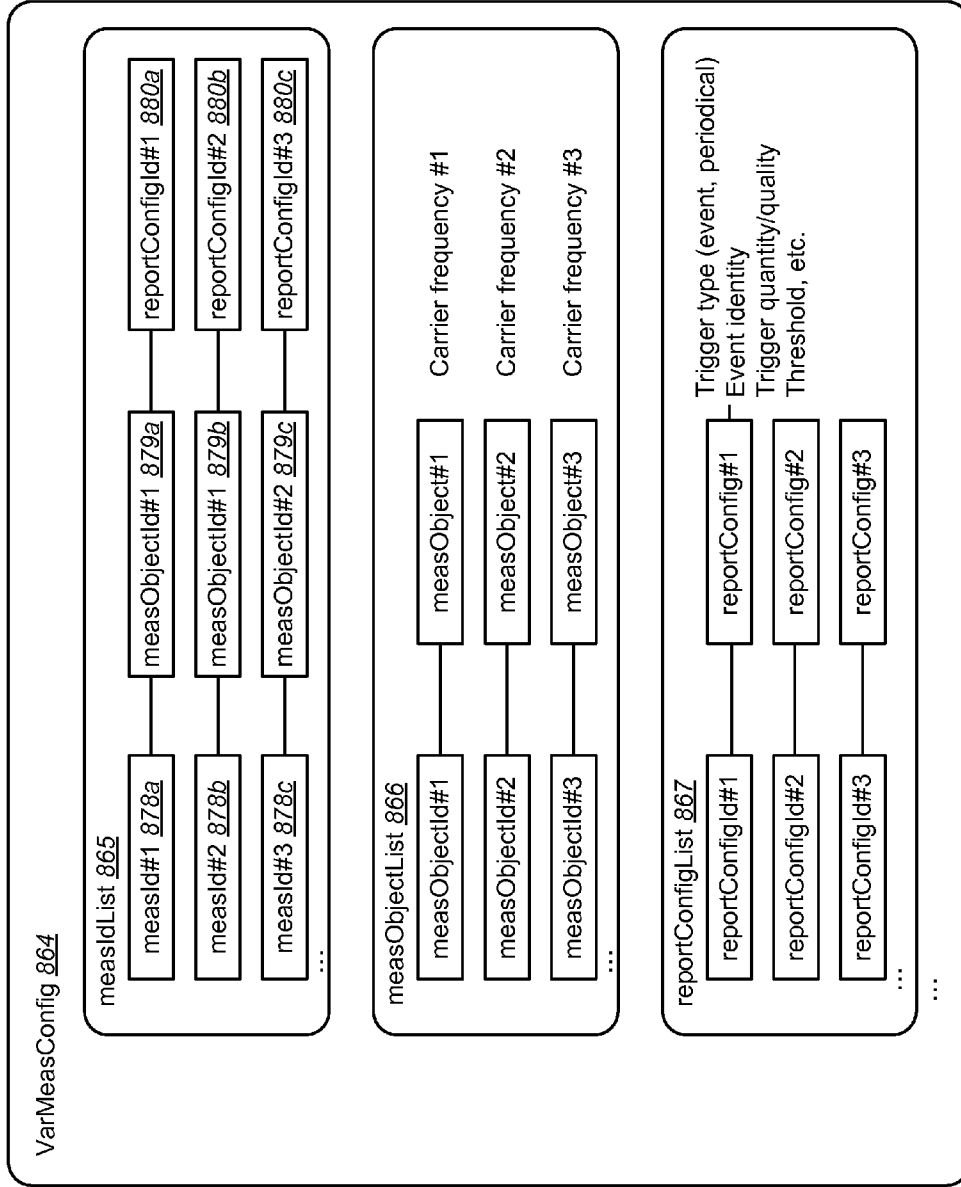 VarMeasConfig 864
measIdList 865
measId#1 878a measObjectId#1 879a reportConfigId#1 880a
measId#2 878b measObjectId#1 879b reportConfigId#2 880b
measId#3 878c measObjectId#2 879c reportConfigId#3 880c
...
measObjectList 866
measObjectId#1 measObject#1 Carrier frequency #1
measObjectId#2 measObject#2 Carrier frequency #2
measObjectId#3 measObject#3 Carrier frequency #3
...
reportConfigList 867
reportConfigId#1 reportConfig#1 Trigger type (event, periodical)
Event identity
Trigger quantity/quality
Threshold, etc.
reportConfigId#2 reportConfig#2
reportConfigId#3 reportConfig#3
...
...